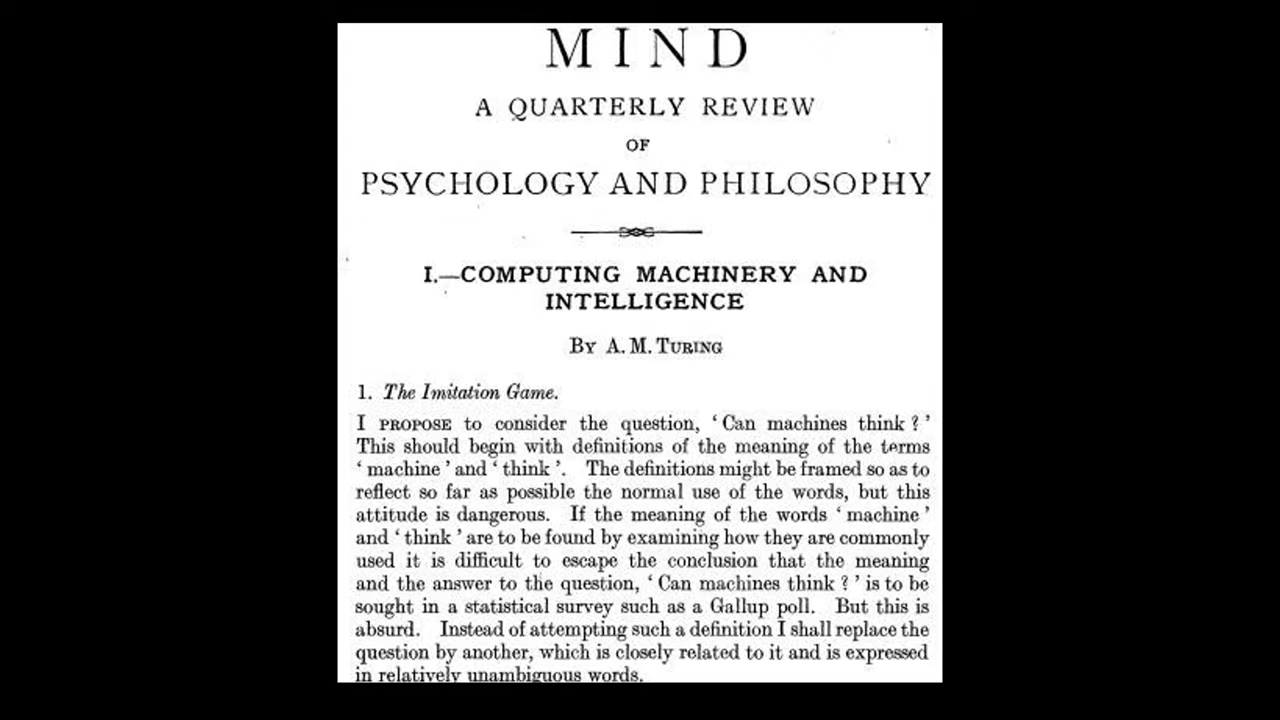 MIND
A QUARTERLY REVIEW
OF
PSYCHOLOGY AND PHILOSOPHY
I.—COMPUTING MACHINERY AND
INTELLIGENCE
By A. M. Turing
1. The Imitation Game.
I PROPOSE to consider the question, ‘Can machines think?’
This should begin with definitions of the meaning of the terms
‘machine’ and ‘think’. The definitions might be framed so as to
reflect so far as possible the normal use of the words, but this
attitude is dangerous. If the meaning of the words ‘machine’
and ‘think’ are to be found by examining how they are commonly
used it is difficult to escape the conclusion that the meaning
and the answer to the question, ‘Can machines think?’ is to be
sought in a statistical survey such as a Gallup poll. But this is
absurd. Instead of attempting such a definition I shall replace the
question by another, which is closely related to it and is expressed
in relatively unambiguous words.